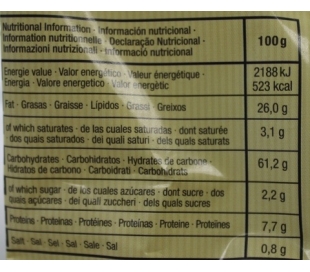 Nutritional Information · Información nutricional ·
Information nutritionnelle · Declaração Nutricional ·
Informazioni nutrizionali · Informació nutricional
100 g
Energie value · Valor energético · Valeur énergétique ·
Energia · Valore energetico · Valor energètic
2188 kJ
523 kcal
Fat · Grasas · Graisse · Lípidos · Grassi · Greixos
26,0 g
of which saturates · de las cuales saturadas · dont saturée
· dos quais saturados · dei quali saturi · dels quals saturats
3,1 g
Carbohydrates · Carbohidratos · Hydrates de carbone ·
Hidratos de carbono · Carboidrati · Carbohidrats
61,2 g
of which sugar · de los cuales azúcares · dont sucre · dos
quais açúcares · dei quali zuccheri · dels quals sucres
2,2 g
Proteins · Proteínas · Protéines · Proteínas · Proteine · Proteïnes
7,7 g
Salt · Sal · Sel · Sal · Sale · Sal
0,8 g